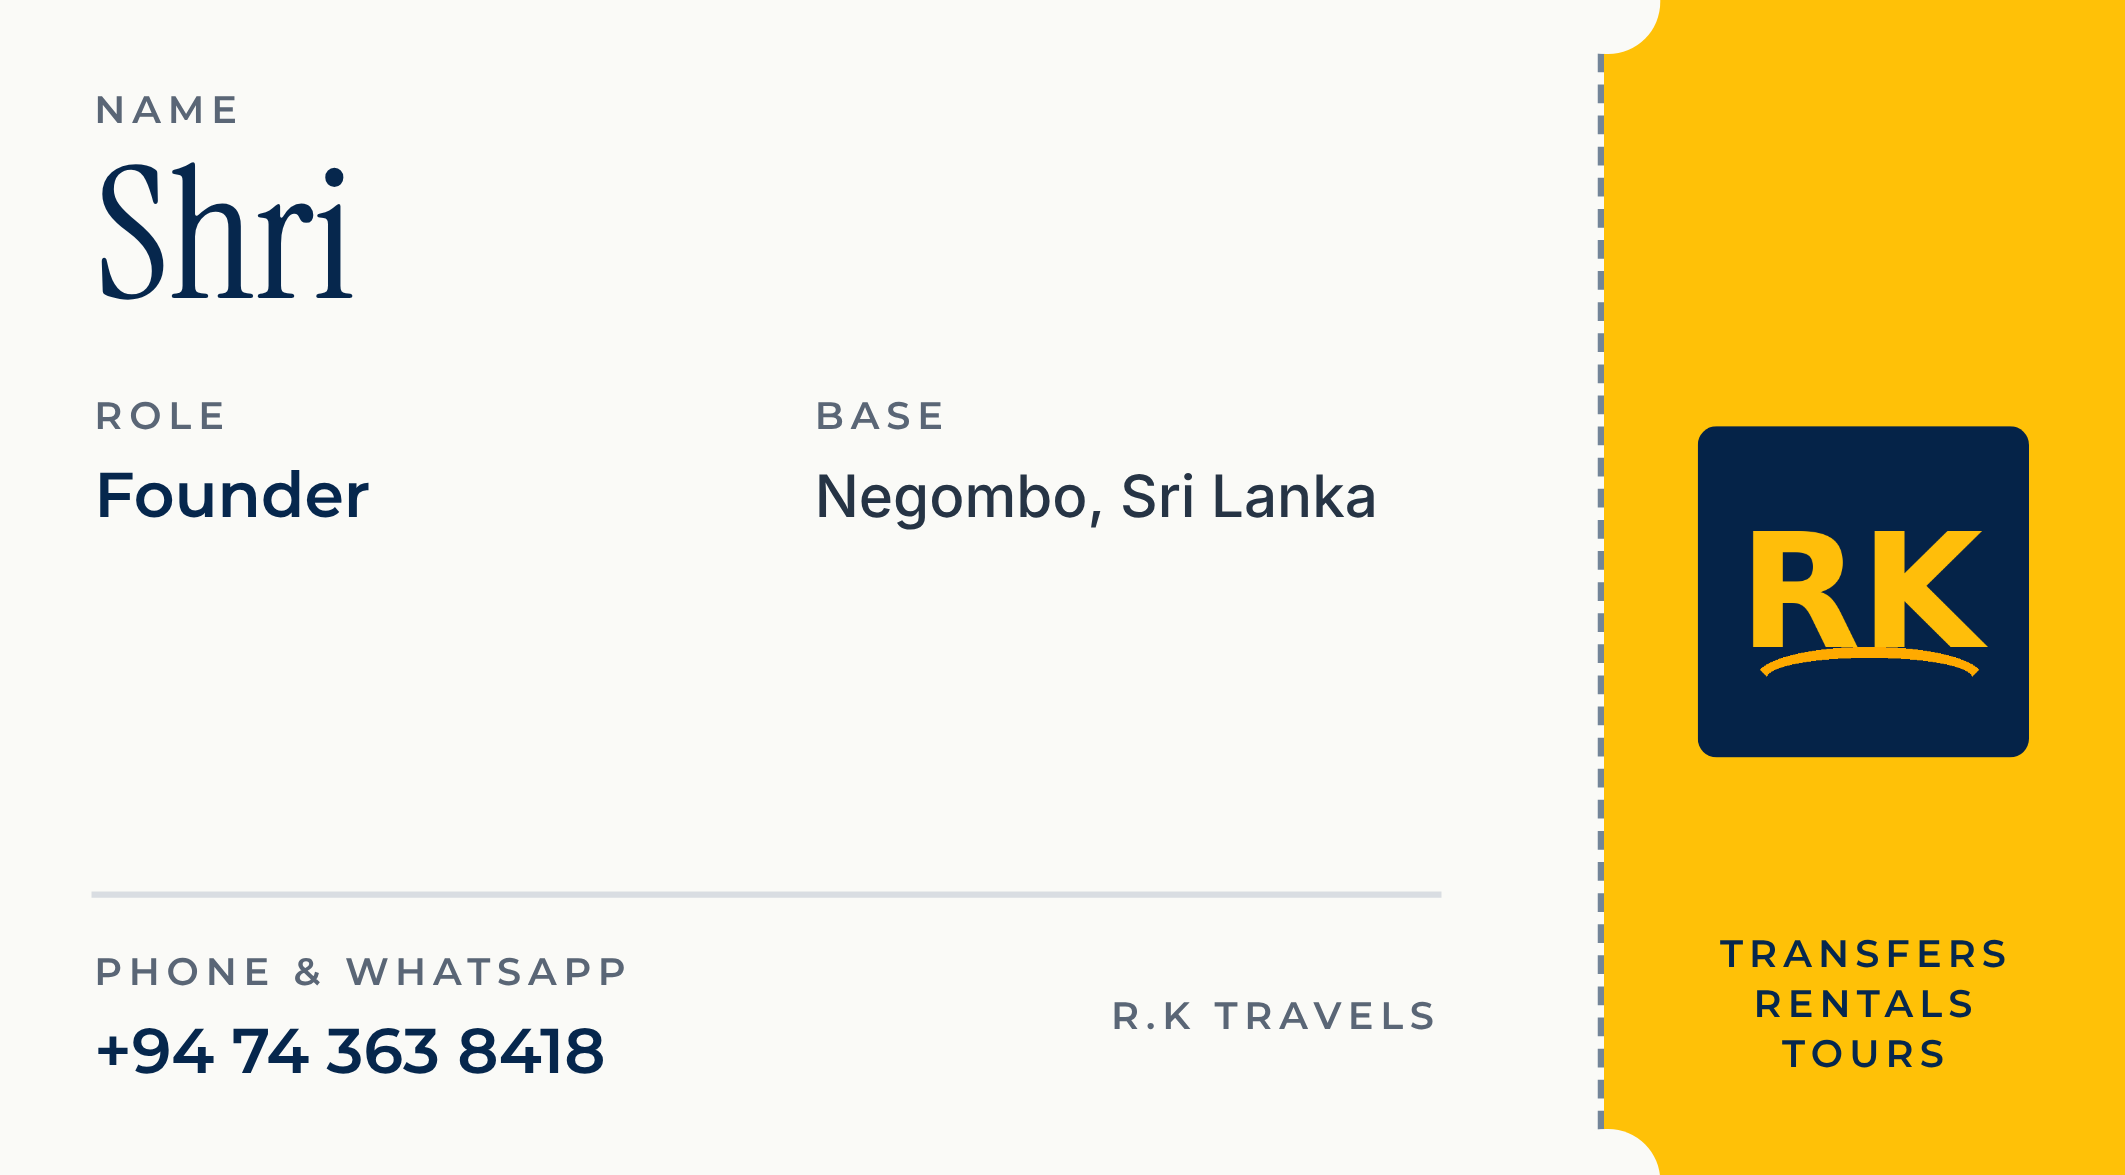 NAME
Shri
ROLE
Founder
BASE
Negombo, Sri Lanka
PHONE & WHATSAPP
+94 74 363 8418
R.K TRAVELS
RK
TRANSFERS
RENTALS
TOURS